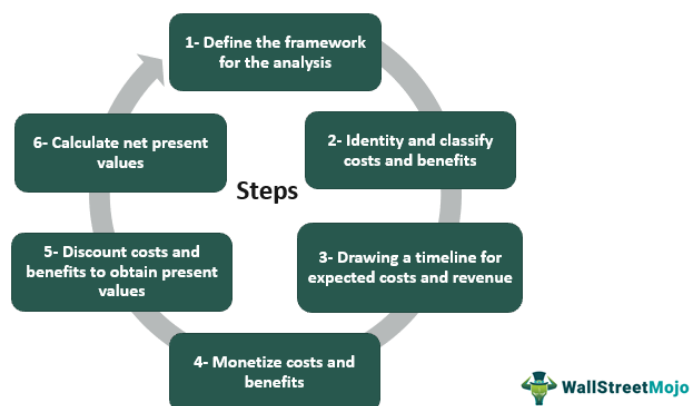 1- Define the framework
for the analysis
2- Identity and classify
costs and benefits
3- Drawing a timeline for
expected costs and revenue
4- Monetize costs and
benefits
5- Discount costs and
benefits to obtain present
values
6- Calculate net present
values
Steps
WallStreetMojo